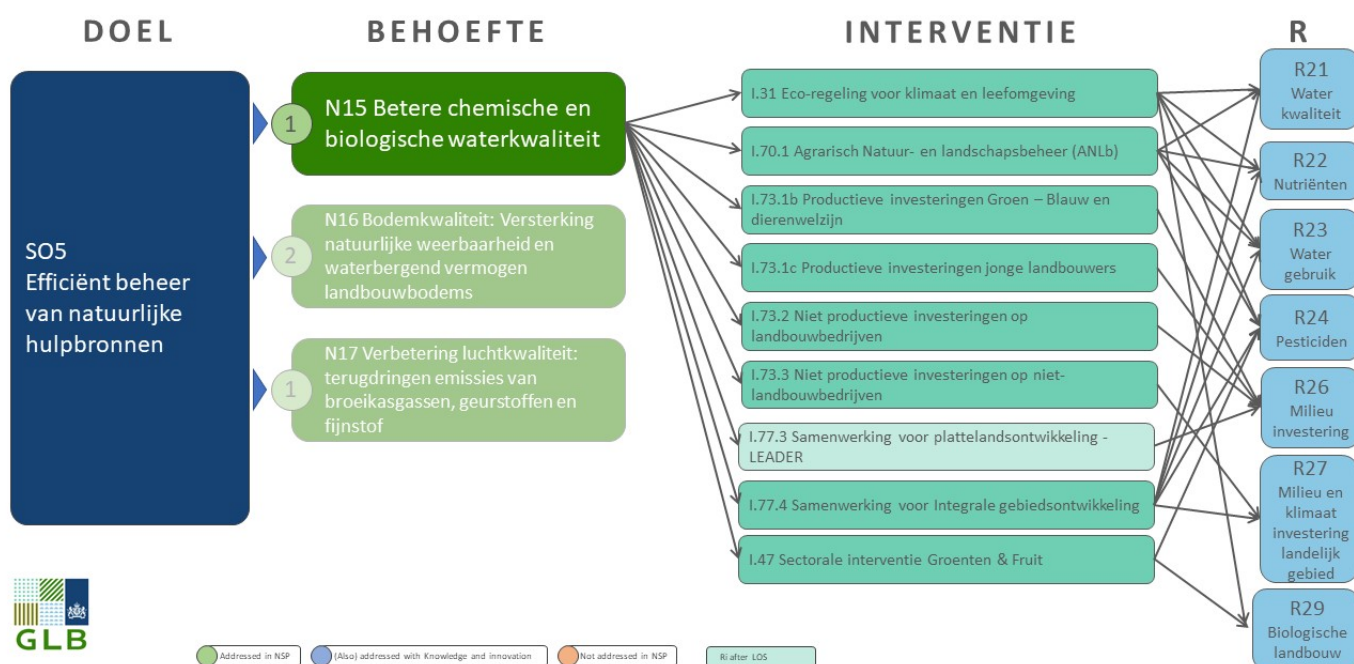 DOEL
BEHOEFTE
INTERVENTIE
R
SO5
Efficiënt beheer
van natuurlijke
hulpbronnen
1
N15 Betere chemische en
biologische waterkwaliteit
2
N16 Bodemkwaliteit: Versterking
natuurlijke weerbaarheid en
waterbergend vermogen
landbouwbodems
1
N17 Verbetering luchtkwaliteit:
terugdringen emissies van
broeikasgassen, geurstoffen en
fijnstof
I.31 Eco-regeling voor klimaat en leefomgeving
I.70.1 Agrarisch Natuur- en landschapsbeheer (ANLb)
I.73.1b Productieve investeringen Groen – Blauw en
dierenwelzijn
I.73.1c Productieve investeringen jonge landbouwers
I.73.2 Niet productieve investeringen op
landbouwbedrijven
I.73.3 Niet productieve investeringen op niet-
landbouwbedrijven
I.77.3 Samenwerking voor plattelandsontwikkeling -
LEADER
I.77.4 Samenwerking voor Integrale gebiedsontwikkeling
I.47 Sectorale interventie Groenten & Fruit
R21
Water
kwaliteit
R22
Nutriënten
R23
Water
gebruik
R24
Pesticiden
R26
Milieu
investering
R27
Milieu en
klimaat
investering
landelijk
gebied
R29
Biologische
landbouw
GLB
Addressed in NSP
(Also) addressed with Knowledge and innovation
Not addressed in NSP
Ri after LOS